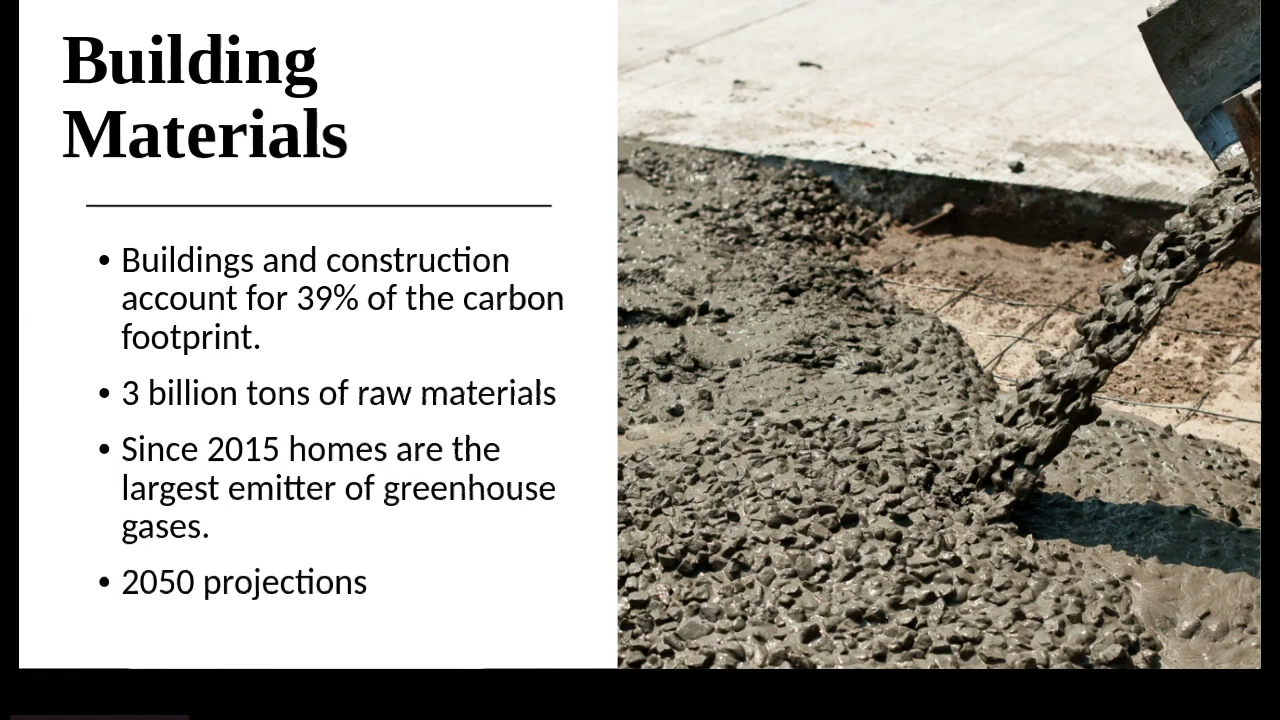 Building
Materials
• Buildings and construction
account for 39% of the carbon
footprint.
• 3 billion tons of raw materials
• Since 2015 homes are the
largest emitter of greenhouse
gases.
• 2050 projections